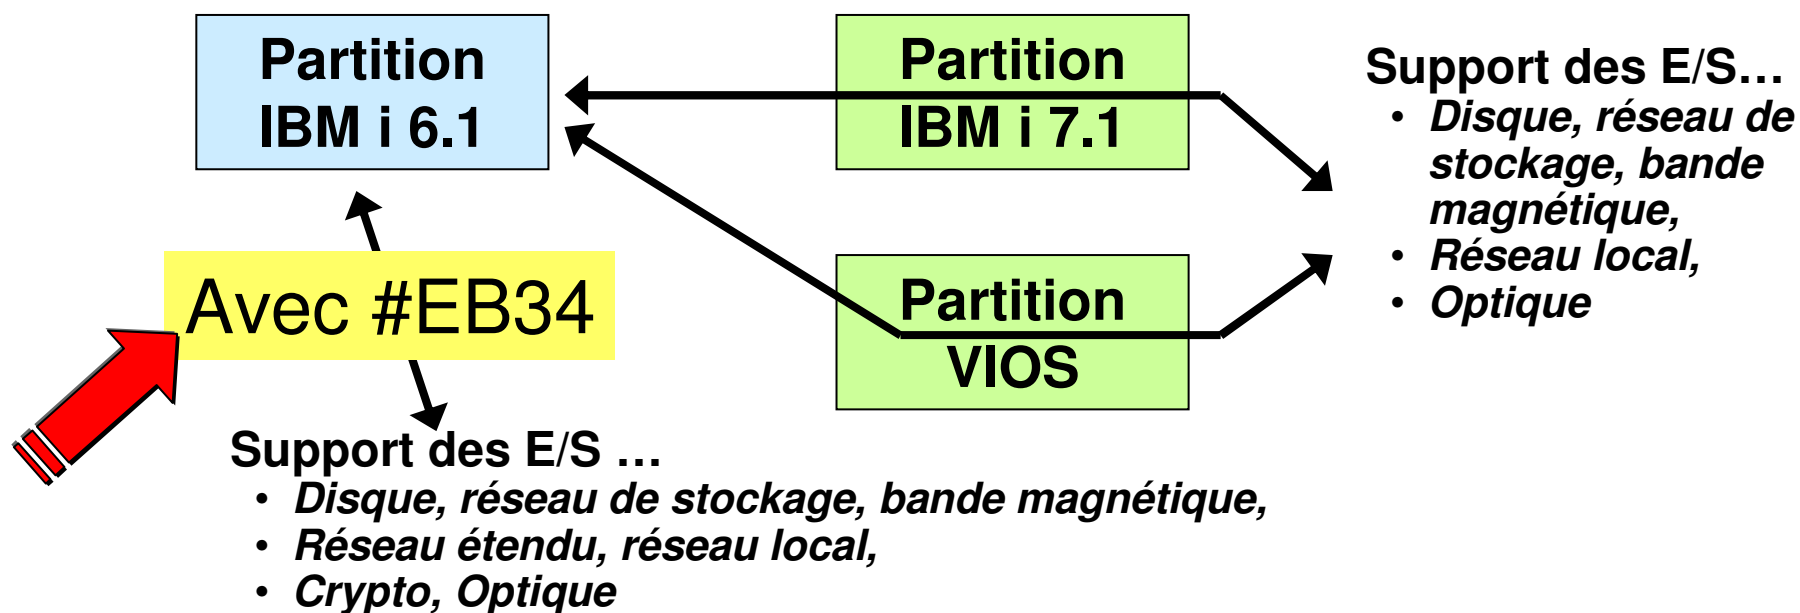 Partition
IBM i 6.1
Partition
IBM i 7.1
Support des E/S...
• Disque, réseau de
stockage, bande
magnétique,
• Réseau local,
• Optique
Avec #EB34
Partition
VIOS
Support des E/S ...
• Disque, réseau de stockage, bande magnétique,
• Réseau étendu, réseau local,
• Crypto, Optique